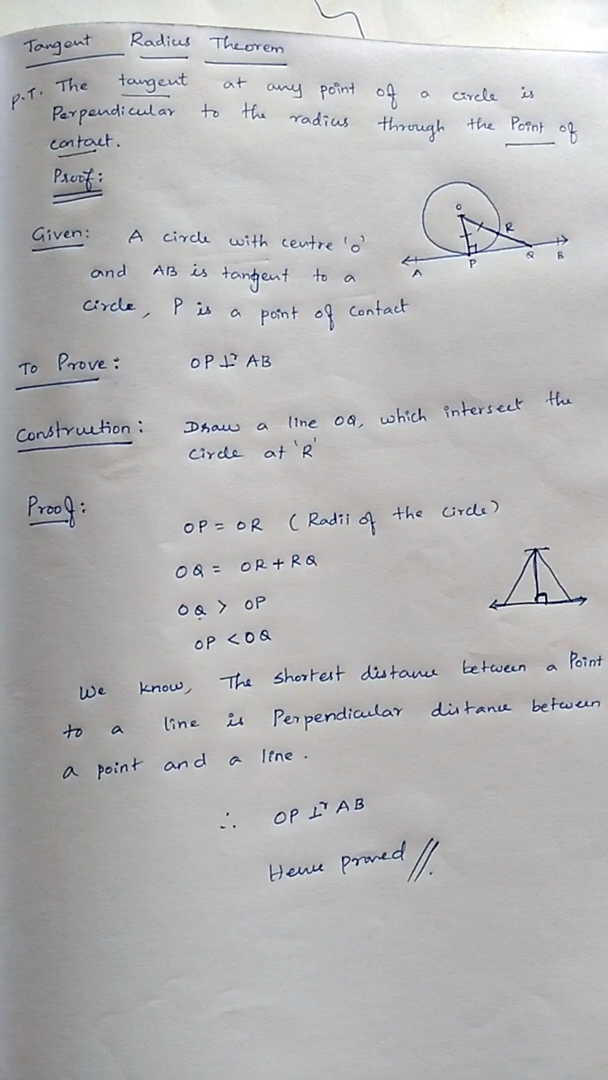 Tangent Radius Theorem
P.T. The tangent at any point of a circle is
Perpendicular to the radius through the Point of
contact.
Proof:
Given: A circle with centre 'o'
and AB is tangent to a
circle, P is a point of contact
O
R
A
P
Q
B
To Prove: OP ⊥r AB
Construction: Draw a line OQ, which intersect the
circle at 'R'
Proof:
OP = OR (Radii of the circle)
OQ = OR + RQ
OQ > OP
OP < OQ
We know, The shortest distance between a Point
to a line is Perpendicular distance between
a point and a line.
∴ OP ⊥r AB
Hence proved //.